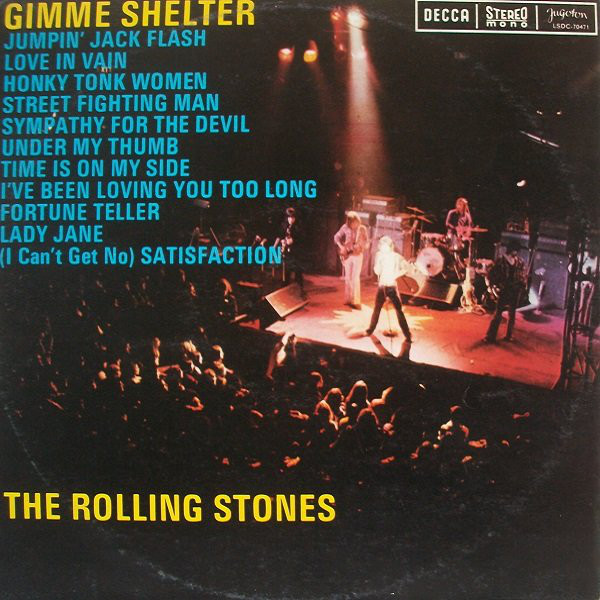 GIMME SHELTER
JUMPIN' JACK FLASH
LOVE IN VAIN
HONKY TONK WOMEN
STREET FIGHTING MAN
SYMPATHY FOR THE DEVIL
UNDER MY THUMB
TIME IS ON MY SIDE
I'VE BEEN LOVING YOU TOO LONG
FORTUNE TELLER
LADY JANE
(I Can't Get No) SATISFACTION
DECCA
STEREO
mono
Jugoton
LSDC-70471
THE ROLLING STONES